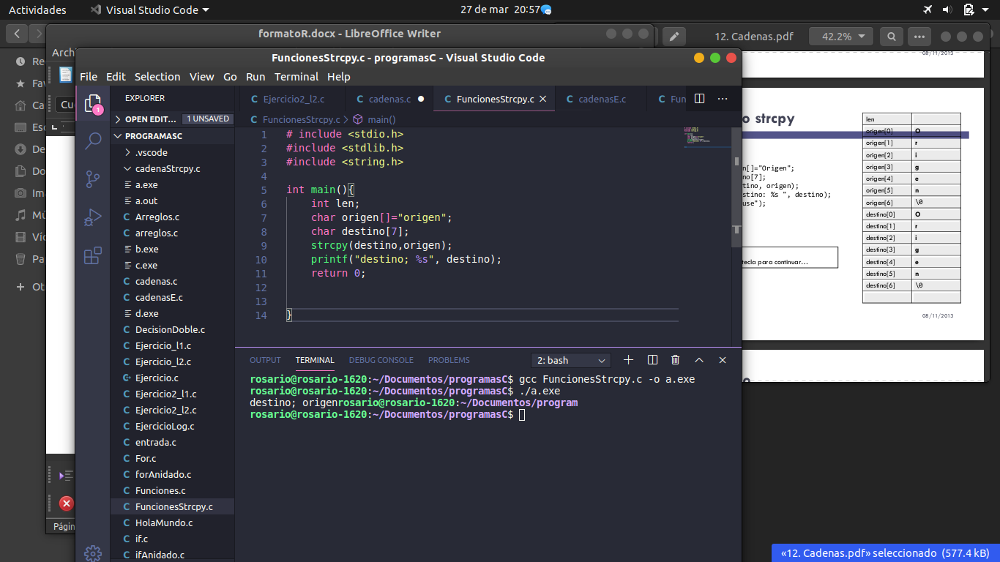 Actividades
Visual Studio Code
27 de mar 20:57
formatoR.docx - LibreOffice Writer
12. Cadenas.pdf
42.2%
Re
Fav
Ca
Esc
De
Do
Imá
Mú
Víd
Pa
Ot
Archi
Cu
Págin
FuncionesStrcpy.c - programasC - Visual Studio Code
File Edit Selection View Go Run Terminal Help
1
EXPLORER
OPEN EDIT... 1 UNSAVED
PROGRAMASC
.vscode
cadenaStrcpy.c
a.exe
a.out
Arreglos.c
arreglos.c
b.exe
c.exe
cadenas.c
cadenasE.c
d.exe
DecisionDoble.c
Ejercicio_l1.c
Ejercicio_l2.c
Ejercicio.c
Ejercicio2_l1.c
Ejercicio2_l2.c
EjercicioLog.c
entrada.c
For.c
forAnidado.c
Funciones.c
FuncionesStrcpy.c
HolaMundo.c
if.c
ifAnidado.c
Ejercicio2_l2.c cadenas.c FuncionesStrcpy.c cadenasE.c Fun
FuncionesStrcpy.c > main()
1 # include <stdio.h>
2 #include <stdlib.h>
3 #include <string.h>
4
5 int main(){
6 int len;
7 char origen[]="origen";
8 char destino[7];
9 strcpy(destino,origen);
10 printf("destino; %s", destino);
11 return 0;
12
13
14 }
OUTPUT TERMINAL DEBUG CONSOLE PROBLEMS 2: bash
rosario@rosario-1620:~/Documentos/programasC$ gcc FuncionesStrcpy.c -o a.exe
rosario@rosario-1620:~/Documentos/programasC$ ./a.exe
destino; origenrosario@rosario-1620:~/Documentos/program
rosario@rosario-1620:~/Documentos/programasC$
08/11/2013
o strcpy
n[]="Origen";
no[7];
tino, origen);
stino: %s ", destino);
use");
tecla para continuar...
len
origen[0] O
origen[1] r
origen[2] i
origen[3] g
origen[4] e
origen[5] n
origen[6] \0
destino[0] O
destino[1] r
destino[2] i
destino[3] g
destino[4] e
destino[5] n
destino[6] \0
08/11/2013
«12. Cadenas.pdf» seleccionado (577.4 kB)